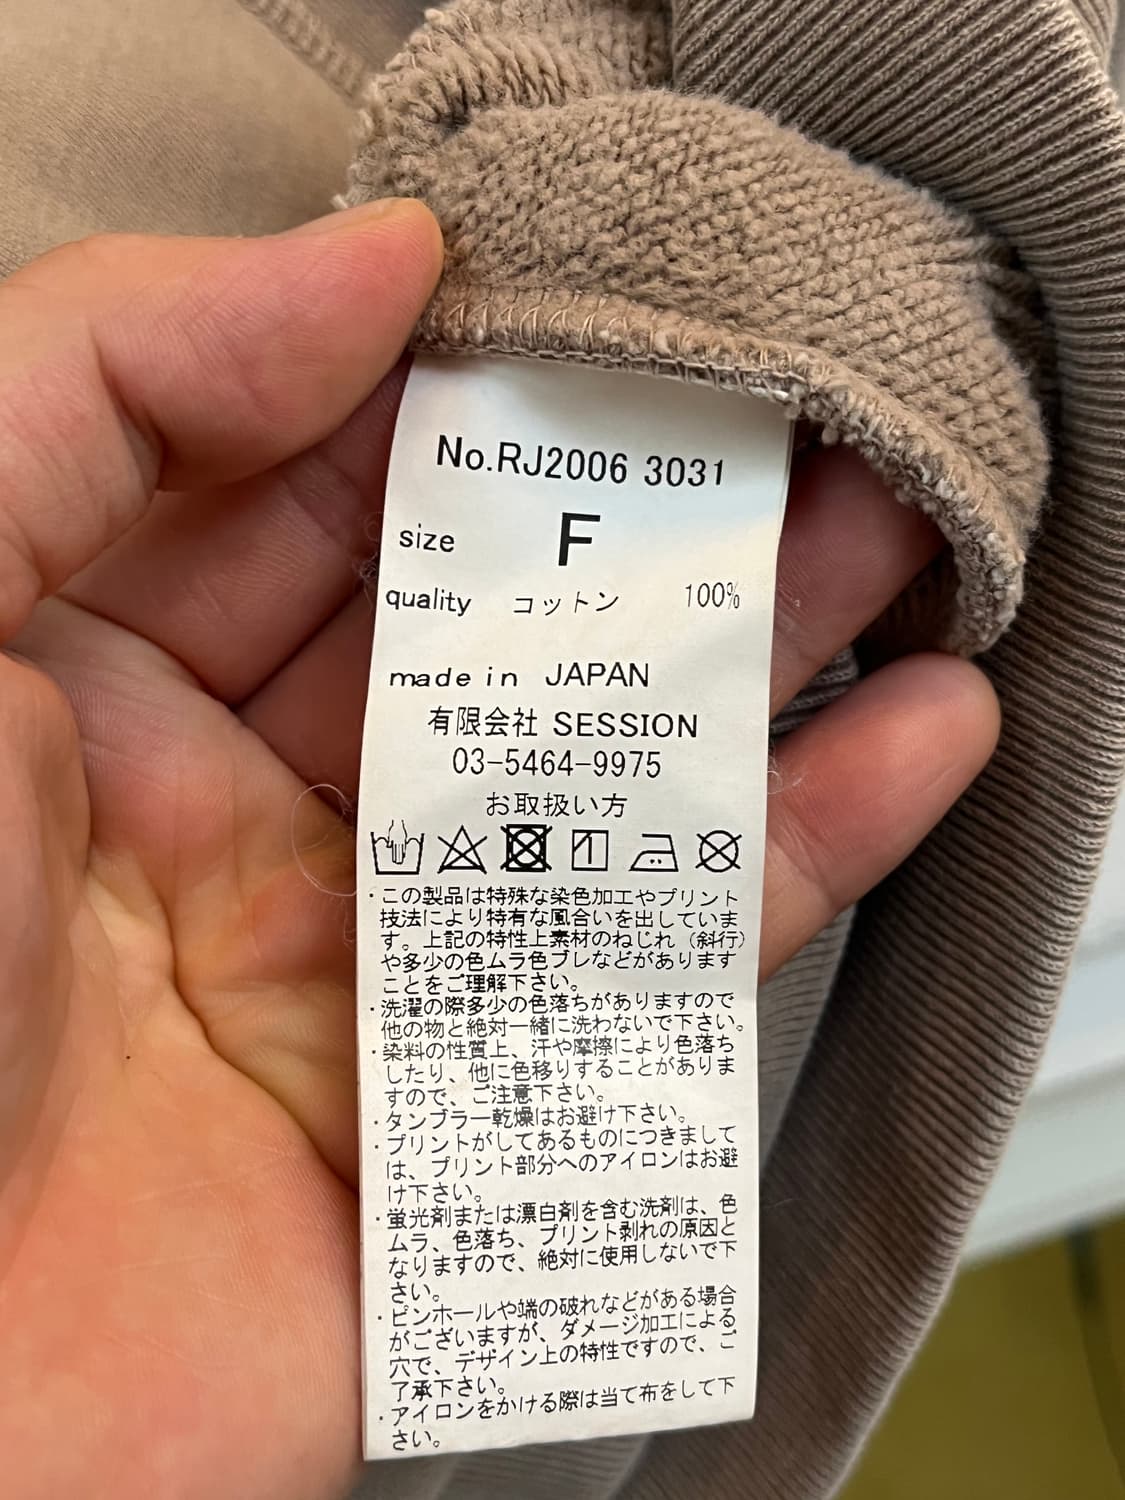 No.RJ2006 3031
size F
quality コットン 100%
made in JAPAN
有限会社 SESSION
03-5464-9975
お取扱い方
・この製品は特殊な染色加工やプリント
技法により特有な風合いを出していま
す。上記の特性上素材のねじれ（斜行）
や多少の色ムラ色ブレなどがあります
ことをご理解下さい。
・洗濯の際多少の色落ちがありますので
他の物と絶対一緒に洗わないで下さい。
・染料の性質上、汗や摩擦により色落ち
したり、他に色移りすることがありま
すので、ご注意下さい。
・タンブラー乾燥はお避け下さい。
・プリントがしてあるものにつきまして
は、プリント部分へのアイロンはお避
け下さい。
・蛍光剤または漂白剤を含む洗剤は、色
ムラ、色落ち、プリント剥れの原因と
なりますので、絶対に使用しないで下
さい。
・ピンホールや端の破れなどがある場合
がございますが、ダメージ加工による
穴で、デザイン上の特性ですので、ご
了承下さい。
・アイロンをかける際は当て布をして下
さい。